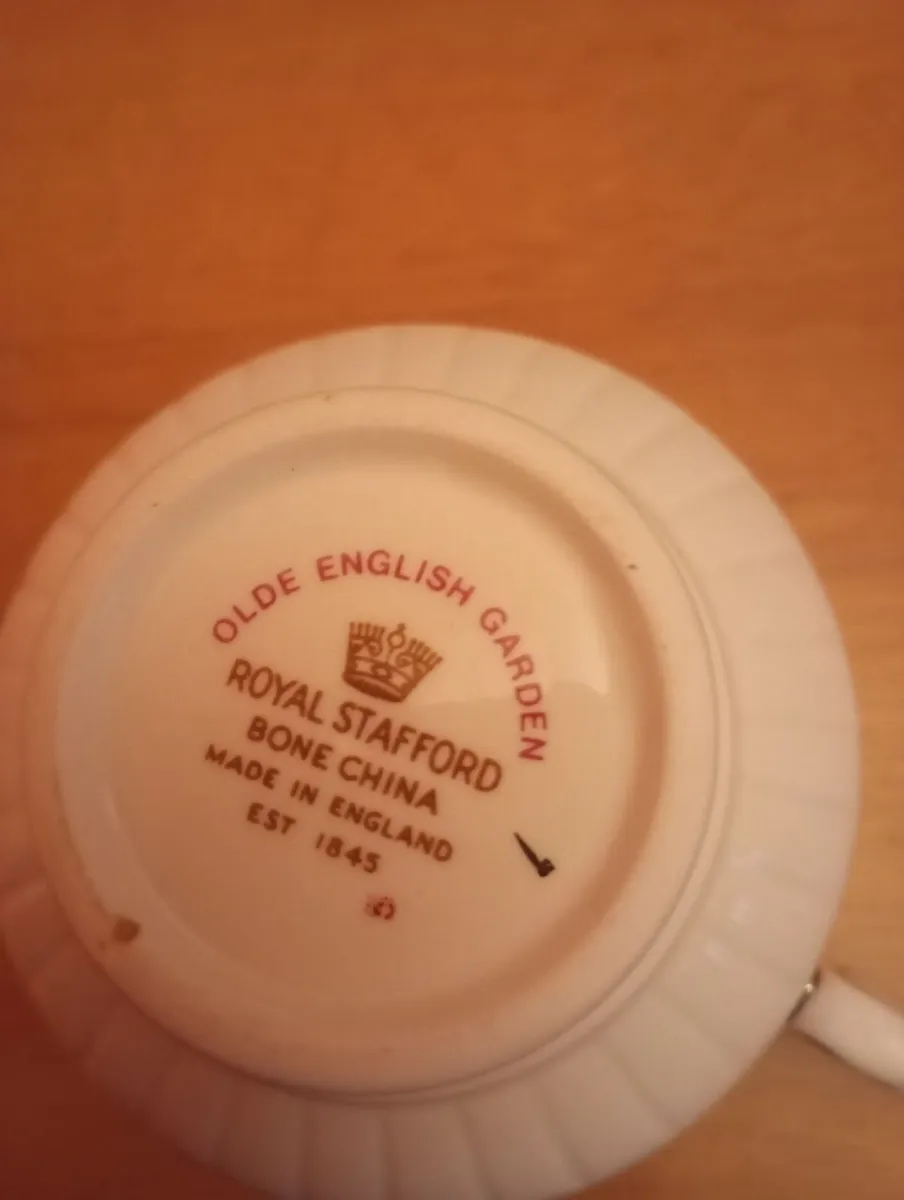 OLDE ENGLISH GARDEN
ROYAL STAFFORD
BONE CHINA
MADE IN ENGLAND
EST 1845